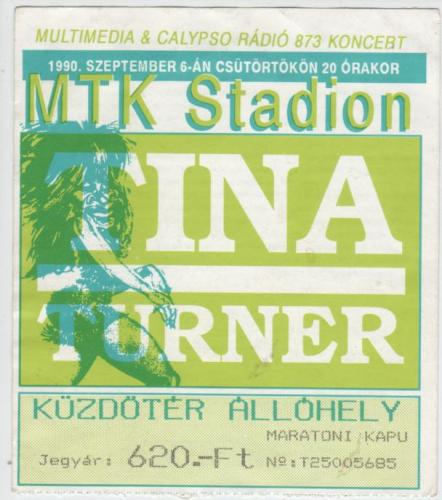 MULTIMEDIA & CALYPSO RÁDIÓ 873 KONCERT
1990. SZEPTEMBER 6-ÁN CSÜTÖRTÖKÖN 20 ÓRAKOR
MTK Stadion
TINA
TURNER
KÜZDŐTÉR ÁLLÓHELY
MARATONI KAPU
Jegyár: 620.-Ft Nº:T25005685